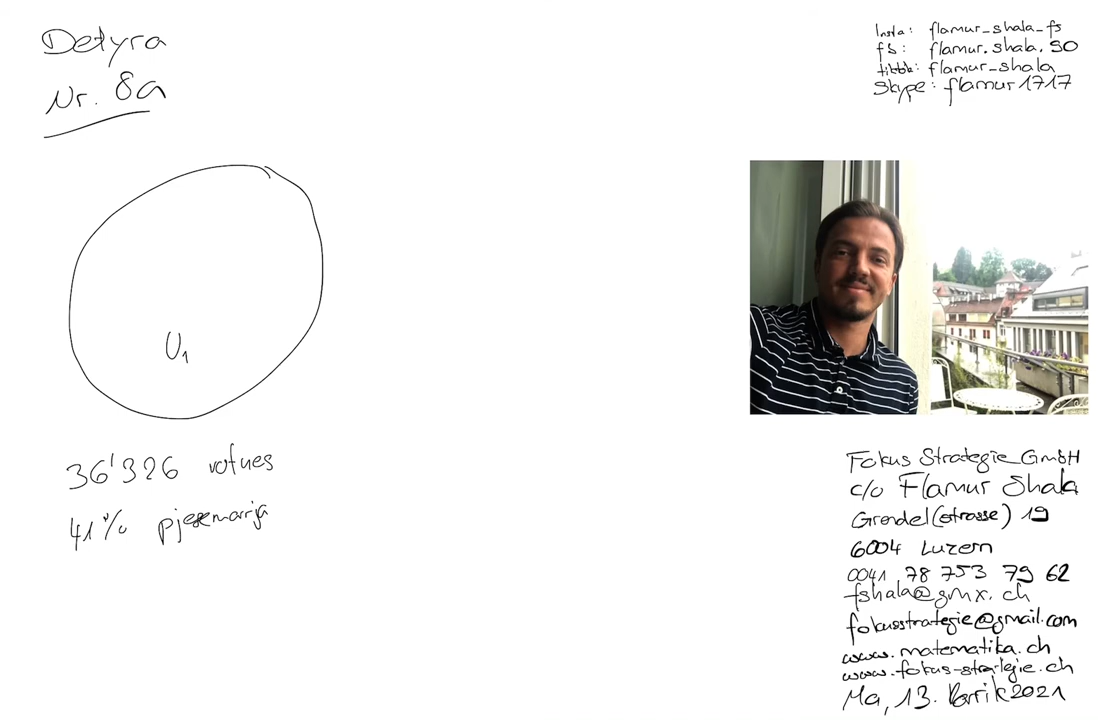 Detyra
Nr. 8a
Insta: flamur_shala_fs
fb: flamur.shala.90
tiktok: flamur_shala
Skype: flamur1717
U1
36'326 votues
41% pjesemarrja
Fokus Strategie GmbH
c/o Flamur Shala
Grendel(strasse) 19
6004 Luzern
0041 78 753 79 62
fshala@gmx.ch
fokusstrategie@gmail.com
www.matematika.ch
www.fokus-strategie.ch
Ma, 13. Korrik 2021